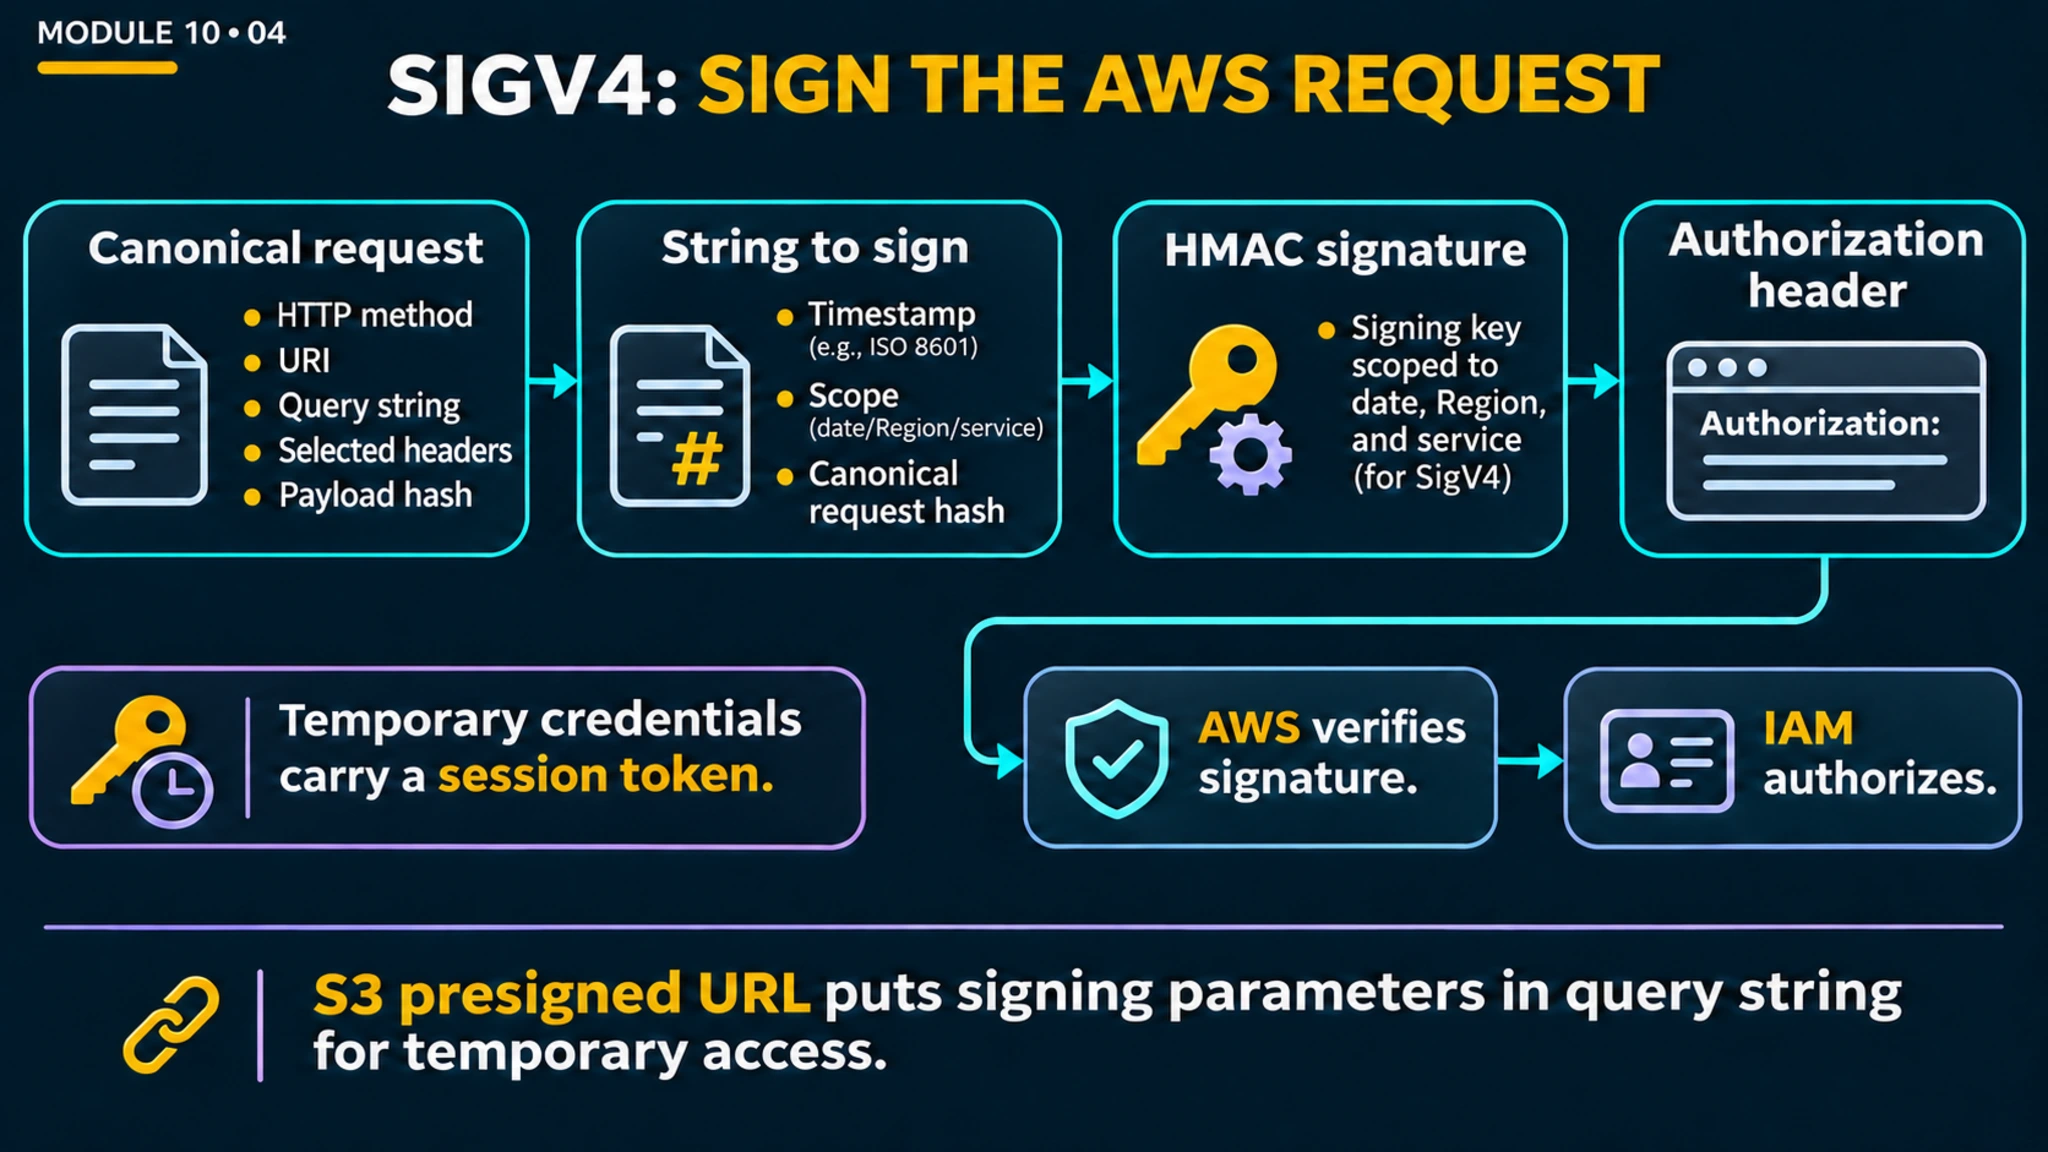 MODULE 10 • 04
SIGV4: SIGN THE AWS REQUEST
Canonical request
HTTP method
URI
Query string
Selected headers
Payload hash
String to sign
#
Timestamp
(e.g., ISO 8601)
Scope
(date/Region/service)
Canonical
request hash
HMAC signature
Signing key
scoped to
date, Region,
and service
(for SigV4)
Authorization
header
Authorization:
Temporary credentials
carry a session token.
AWS verifies
signature.
IAM
authorizes.
S3 presigned URL puts signing parameters in query string
for temporary access.